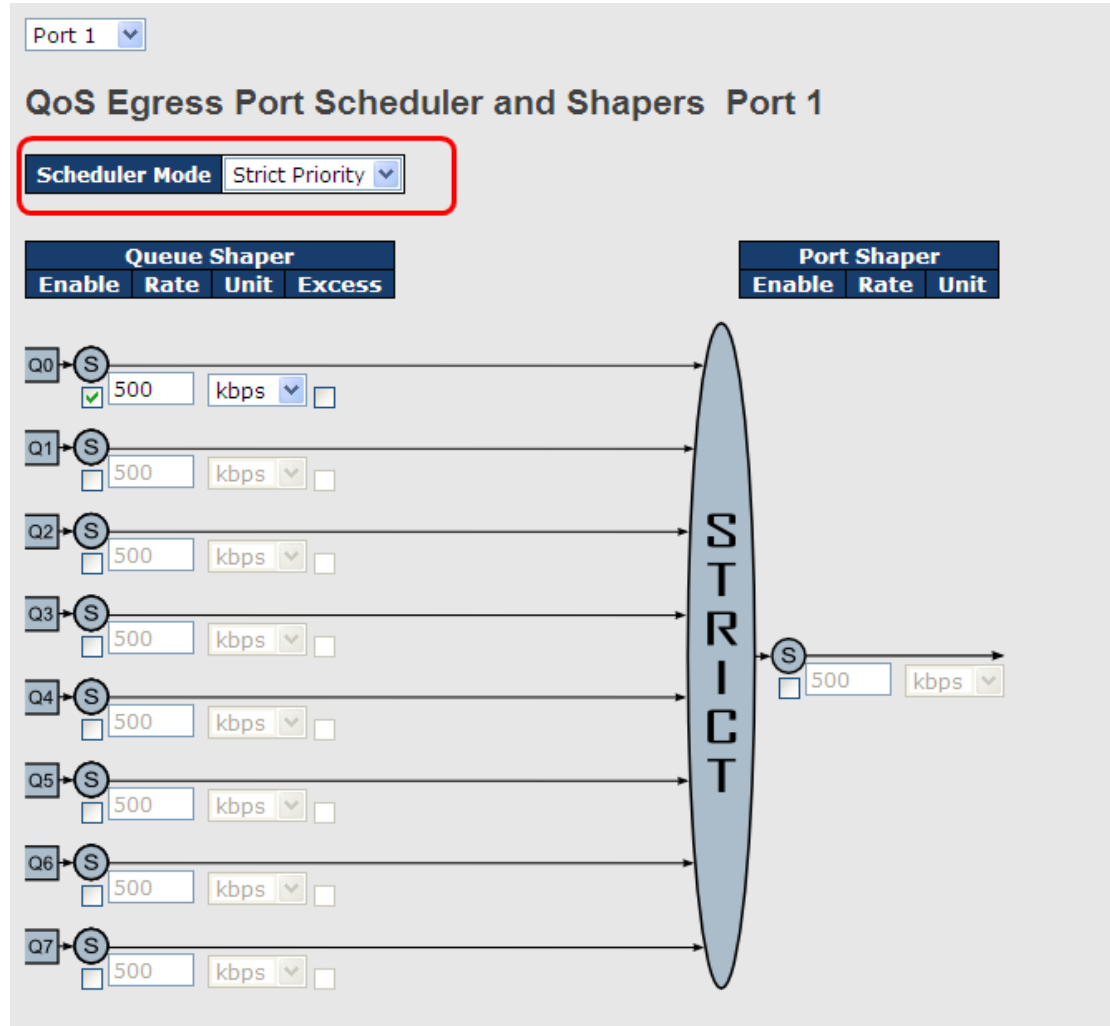 Port 1
QoS Egress Port Scheduler and Shapers Port 1
Scheduler Mode Strict Priority
Queue Shaper
Enable Rate Unit Excess
Port Shaper
Enable Rate Unit
Q0 S
500 kbps
Q1 S
500 kbps
Q2 S
500 kbps
Q3 S
500 kbps
Q4 S
500 kbps
Q5 S
500 kbps
Q6 S
500 kbps
Q7 S
500 kbps
STRICT
S
500 kbps